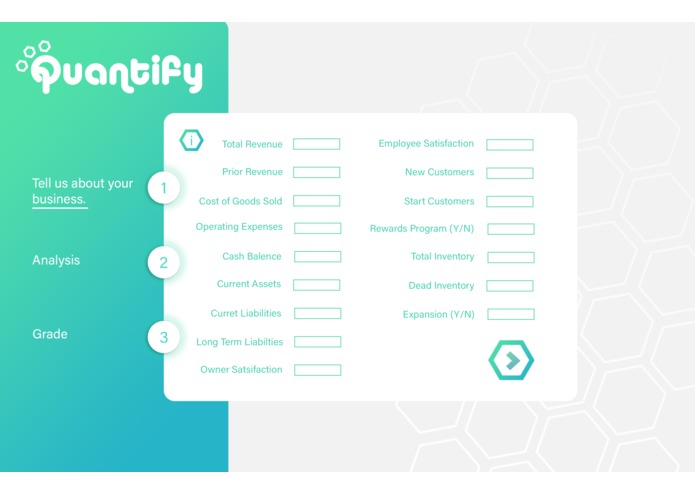 Quantify
Tell us about your
business.
1
Analysis
2
Grade
3
i
Total Revenue
Prior Revenue
Cost of Goods Sold
Operating Expenses
Cash Balence
Current Assets
Curret Liabilities
Long Term Liabilties
Owner Satsifaction
Employee Satisfaction
New Customers
Start Customers
Rewards Program (Y/N)
Total Inventory
Dead Inventory
Expansion (Y/N)